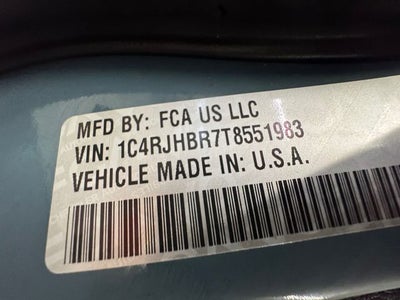 MFD BY: FCA US LLC
VIN: 1C4RJHBR7T8551983
VEHICLE MADE IN: U.S.A.